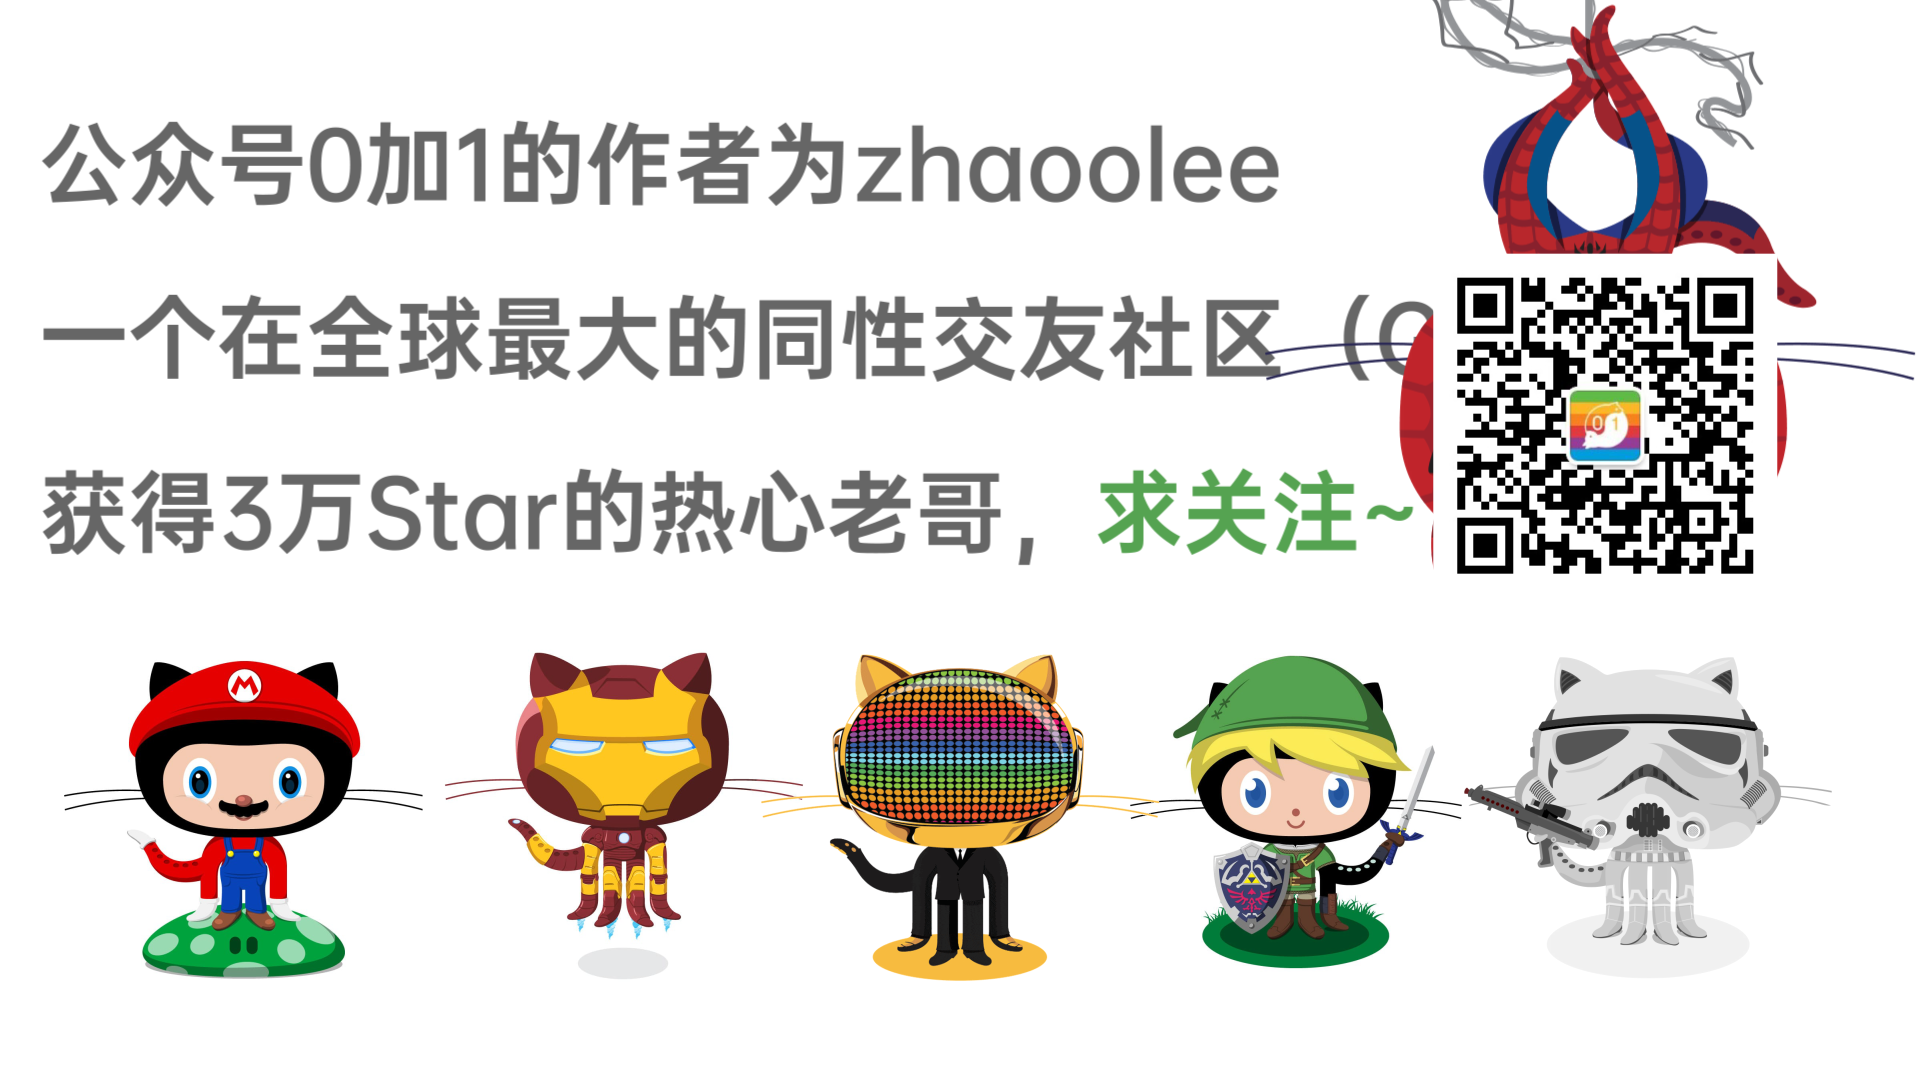 公众号0加1的作者为zhaoolee
一个在全球最大的同性交友社区（
获得3万Star的热心老哥，求关注~
0 1
M